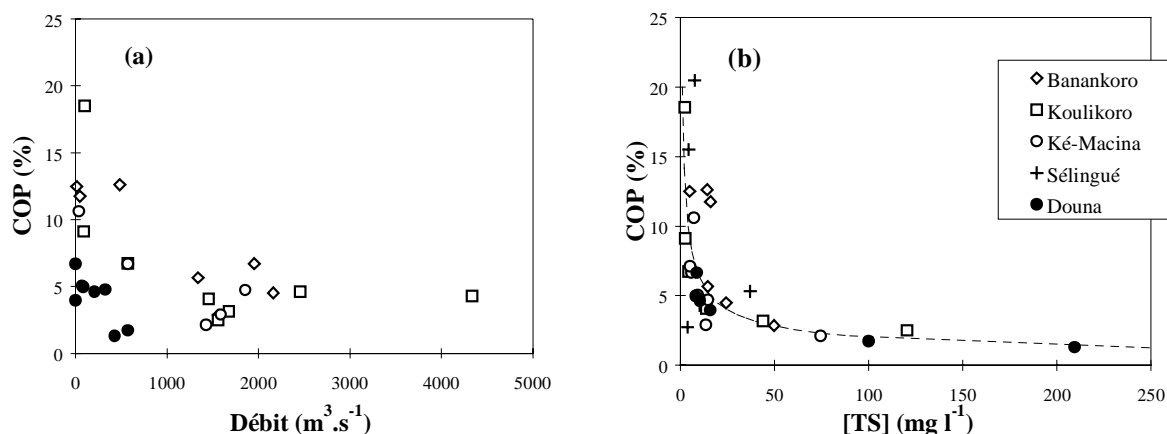 (a)
COP (%)
25
20
15
10
5
0
0 1000 2000 3000 4000 5000
Débit (m³.s⁻¹)
(b)
COP (%)
25
20
15
10
5
0
0 50 100 150 200 250
[TS] (mg l⁻¹)
Banankoro
Koulikoro
Ké-Macina
Sélingué
Douna